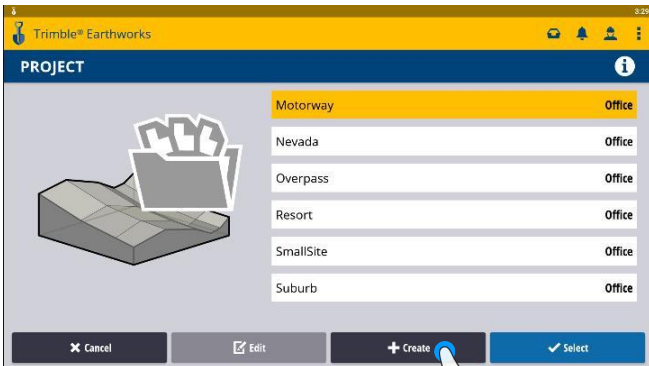 3:29
Trimble® Earthworks
PROJECT
Motorway Office
Nevada Office
Overpass Office
Resort Office
SmallSite Office
Suburb Office
Cancel Edit Create Select